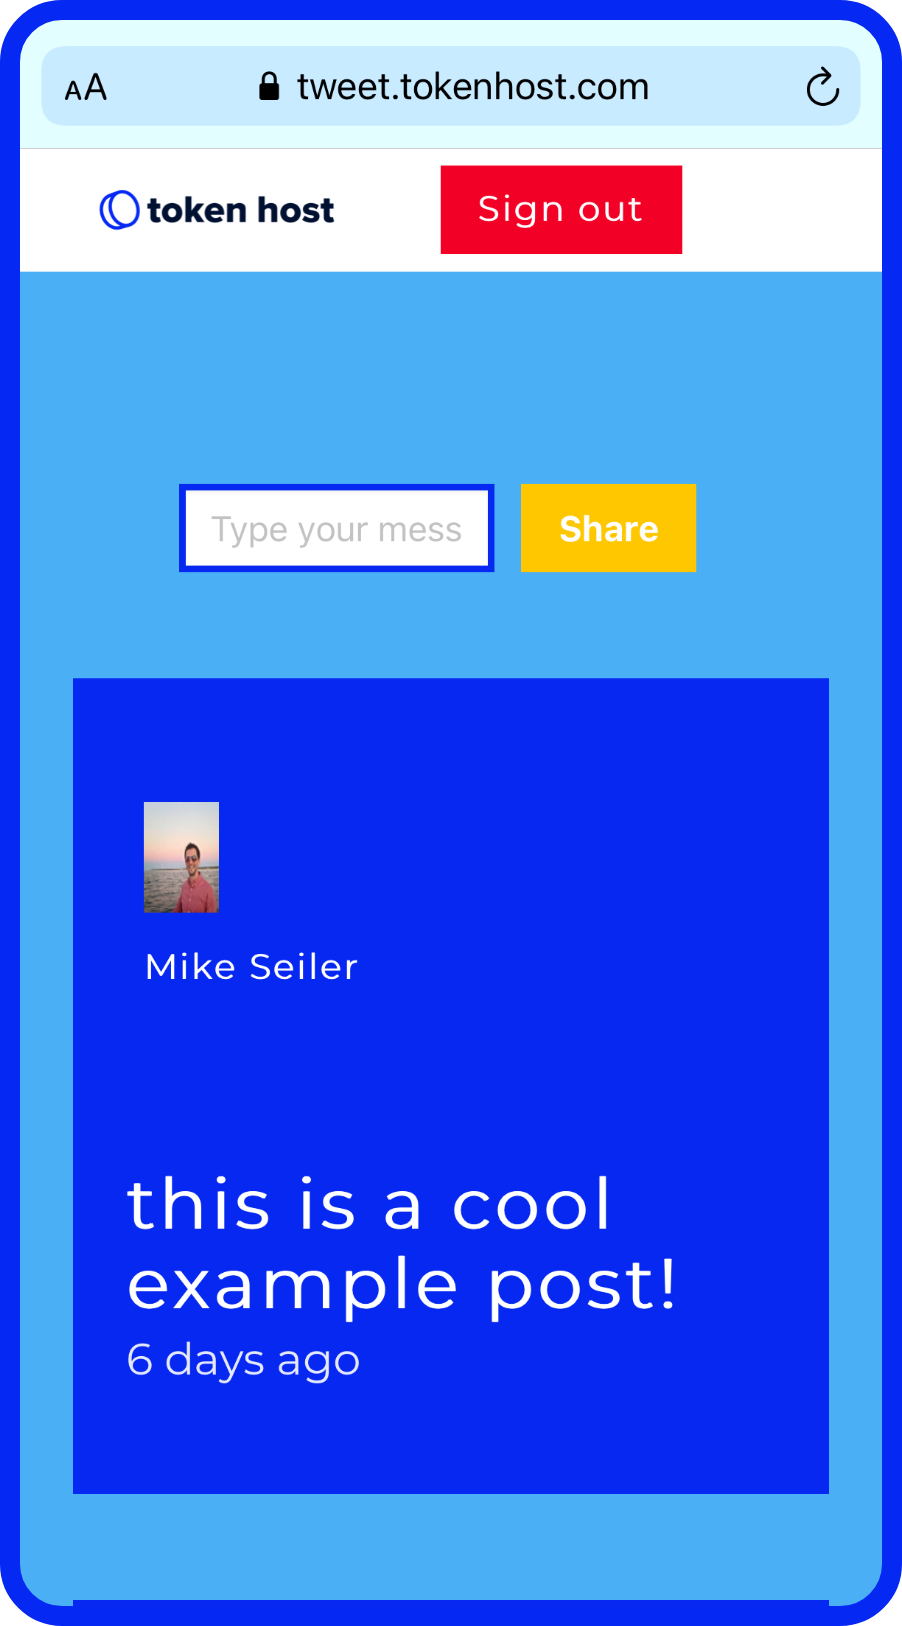 AA tweet.tokenhost.com
token host
Sign out
Type your mess
Share
Mike Seiler
this is a cool
example post!
6 days ago